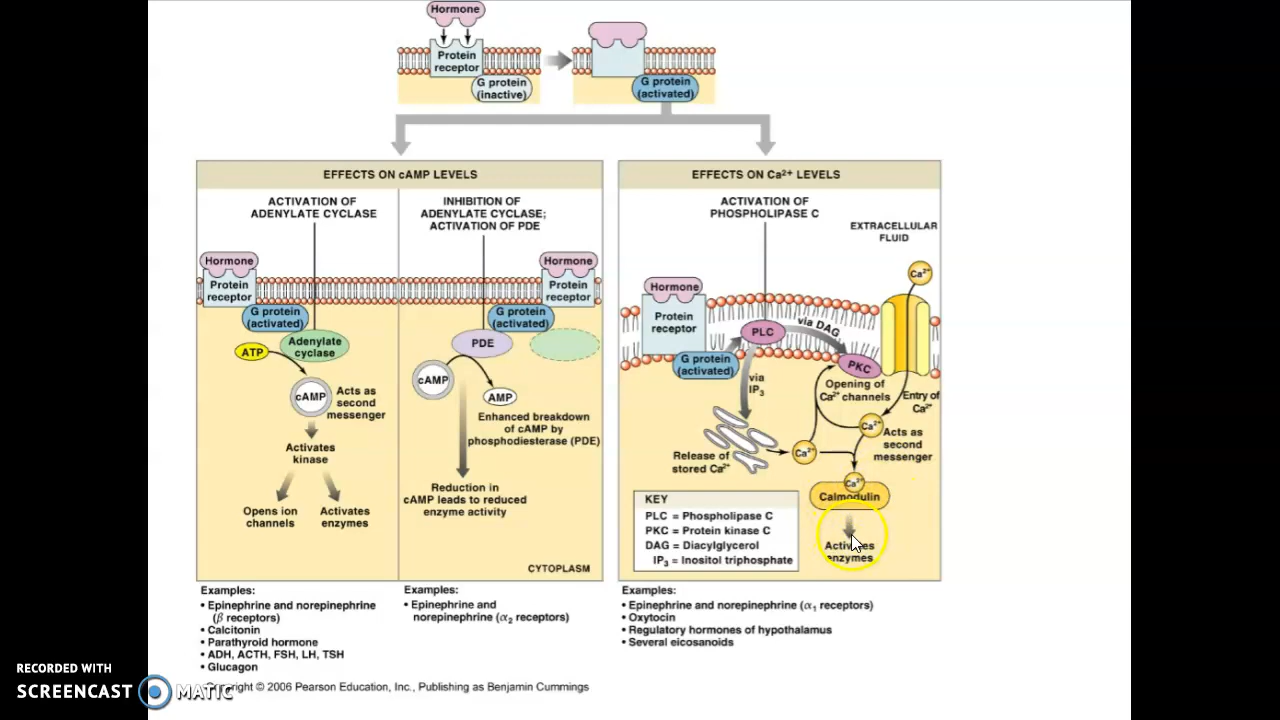 Hormone
Protein
receptor
G protein
(inactive)
G protein
(activated)
EFFECTS ON cAMP LEVELS
ACTIVATION OF
ADENYLATE CYCLASE
INHIBITION OF
ADENYLATE CYCLASE;
ACTIVATION OF PDE
Hormone
Protein
receptor
G protein
(activated)
Adenylate
cyclase
ATP
cAMP
Acts as
second
messenger
Activates
kinase
Opens ion
channels
Activates
enzymes
Hormone
Protein
receptor
G protein
(activated)
PDE
cAMP
AMP
Enhanced breakdown
of cAMP by
phosphodiesterase (PDE)
Reduction in
cAMP leads to reduced
enzyme activity
CYTOPLASM
EFFECTS ON Ca²⁺ LEVELS
ACTIVATION OF
PHOSPHOLIPASE C
EXTRACELLULAR
FLUID
Ca²⁺
Hormone
Protein
receptor
G protein
(activated)
PLC
via DAG
PKC
via
IP₃
Opening of
Ca²⁺ channels
Entry of
Ca²⁺
Release of
stored Ca²⁺
Ca²⁺
Ca²⁺
Acts as
second
messenger
Ca²⁺
Calmodulin
Activates
enzymes
KEY
PLC = Phospholipase C
PKC = Protein kinase C
DAG = Diacylglycerol
IP₃ = Inositol triphosphate
Examples:
• Epinephrine and norepinephrine
(β receptors)
• Calcitonin
• Parathyroid hormone
• ADH, ACTH, FSH, LH, TSH
• Glucagon
Examples:
• Epinephrine and
norepinephrine (α₂ receptors)
Examples:
• Epinephrine and norepinephrine (α₁ receptors)
• Oxytocin
• Regulatory hormones of hypothalamus
• Several eicosanoids
Copyright © 2006 Pearson Education, Inc., Publishing as Benjamin Cummings
RECORDED WITH
SCREENCAST MATIC